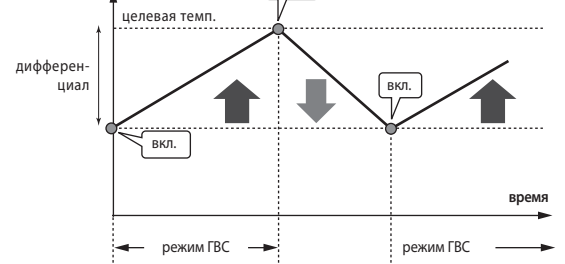 целевая темп.
дифферен-
циал
вкл.
вкл.
время
режим ГВС
режим ГВС